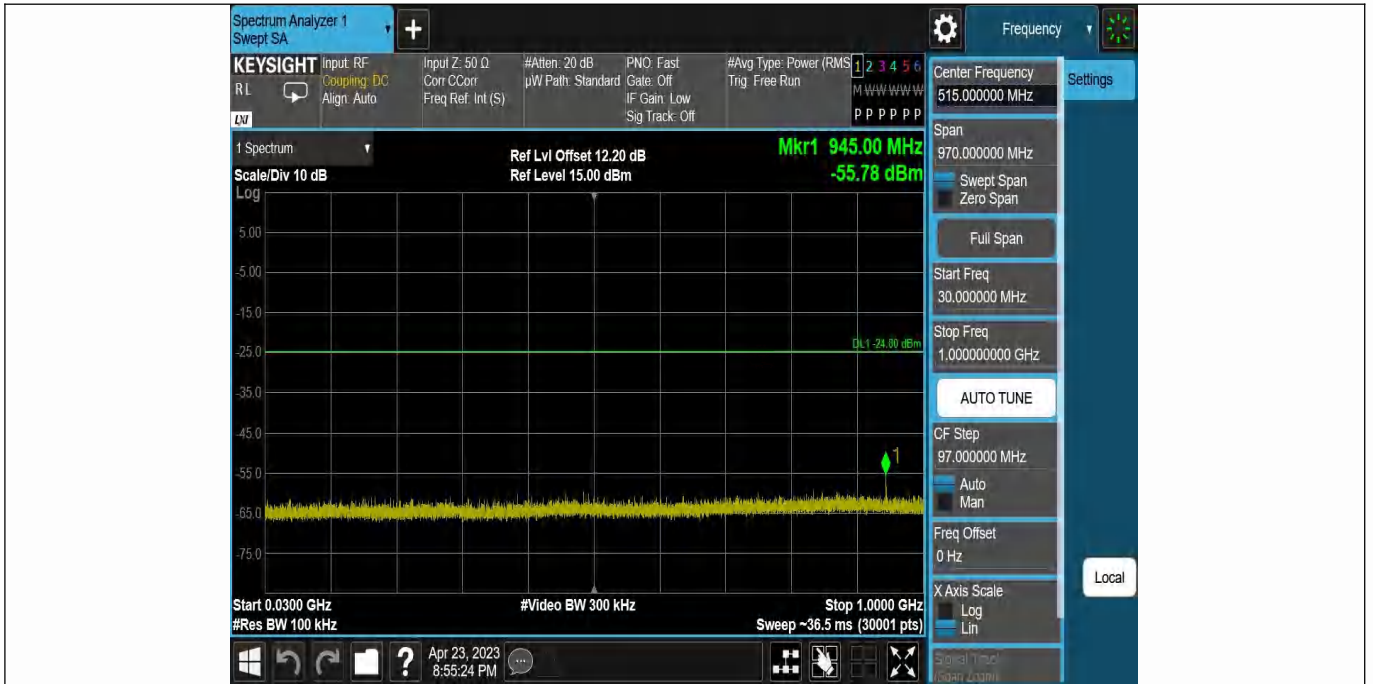 Spectrum Analyzer 1
Swept SA
+
Frequency
KEYSIGHT
RL
LXI
Input: RF
Coupling: DC
Align: Auto
Input Z: 50 Ω
Corr CCorr
Freq Ref: Int (S)
#Atten: 20 dB
µW Path: Standard
PNO: Fast
Gate: Off
IF Gain: Low
Sig Track: Off
#Avg Type: Power (RMS
Trig: Free Run
1 2 3 4 5 6
M W W W W W
P P P P P P
1 Spectrum
Scale/Div 10 dB
Log
Ref Lvl Offset 12.20 dB
Ref Level 15.00 dBm
Mkr1 945.00 MHz
-55.78 dBm
5.00
-5.00
-15.0
-25.0
-35.0
-45.0
-55.0
-65.0
-75.0
DL1 -24.00 dBm
1
Start 0.0300 GHz
#Res BW 100 kHz
#Video BW 300 kHz
Stop 1.0000 GHz
Sweep ~36.5 ms (30001 pts)
Center Frequency
515.000000 MHz
Span
970.000000 MHz
Swept Span
Zero Span
Full Span
Start Freq
30.000000 MHz
Stop Freq
1.000000000 GHz
AUTO TUNE
CF Step
97.000000 MHz
Auto
Man
Freq Offset
0 Hz
X Axis Scale
Log
Lin
Signal Track
(Span Zoom)
Settings
Local
?
Apr 23, 2023
8:55:24 PM